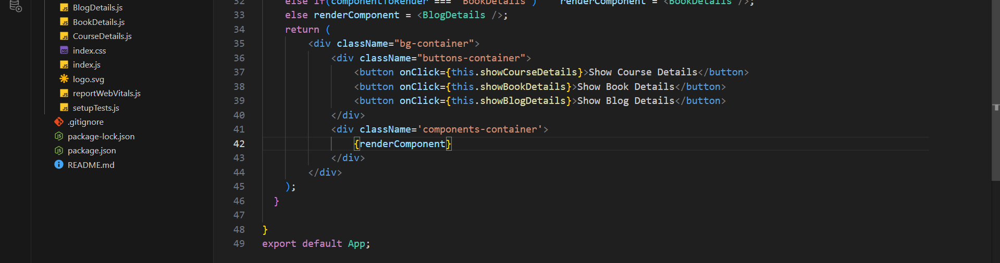 BlogDetails.js
BookDetails.js
CourseDetails.js
index.css
index.js
logo.svg
reportWebVitals.js
setupTests.js
.gitignore
package-lock.json
package.json
README.md
32 else if(componentToRender === "BookDetails") renderComponent = <BookDetails />;
33 else renderComponent = <BlogDetails />;
34 return (
35 <div className="bg-container">
36 <div className="buttons-container">
37 <button onClick={this.showCourseDetails}>Show Course Details</button>
38 <button onClick={this.showBookDetails}>Show Book Details</button>
39 <button onClick={this.showBlogDetails}>Show Blog Details</button>
40 </div>
41 <div className='components-container'>
42 {renderComponent}
43 </div>
44 </div>
45 );
46 }
47
48 }
49 export default App;